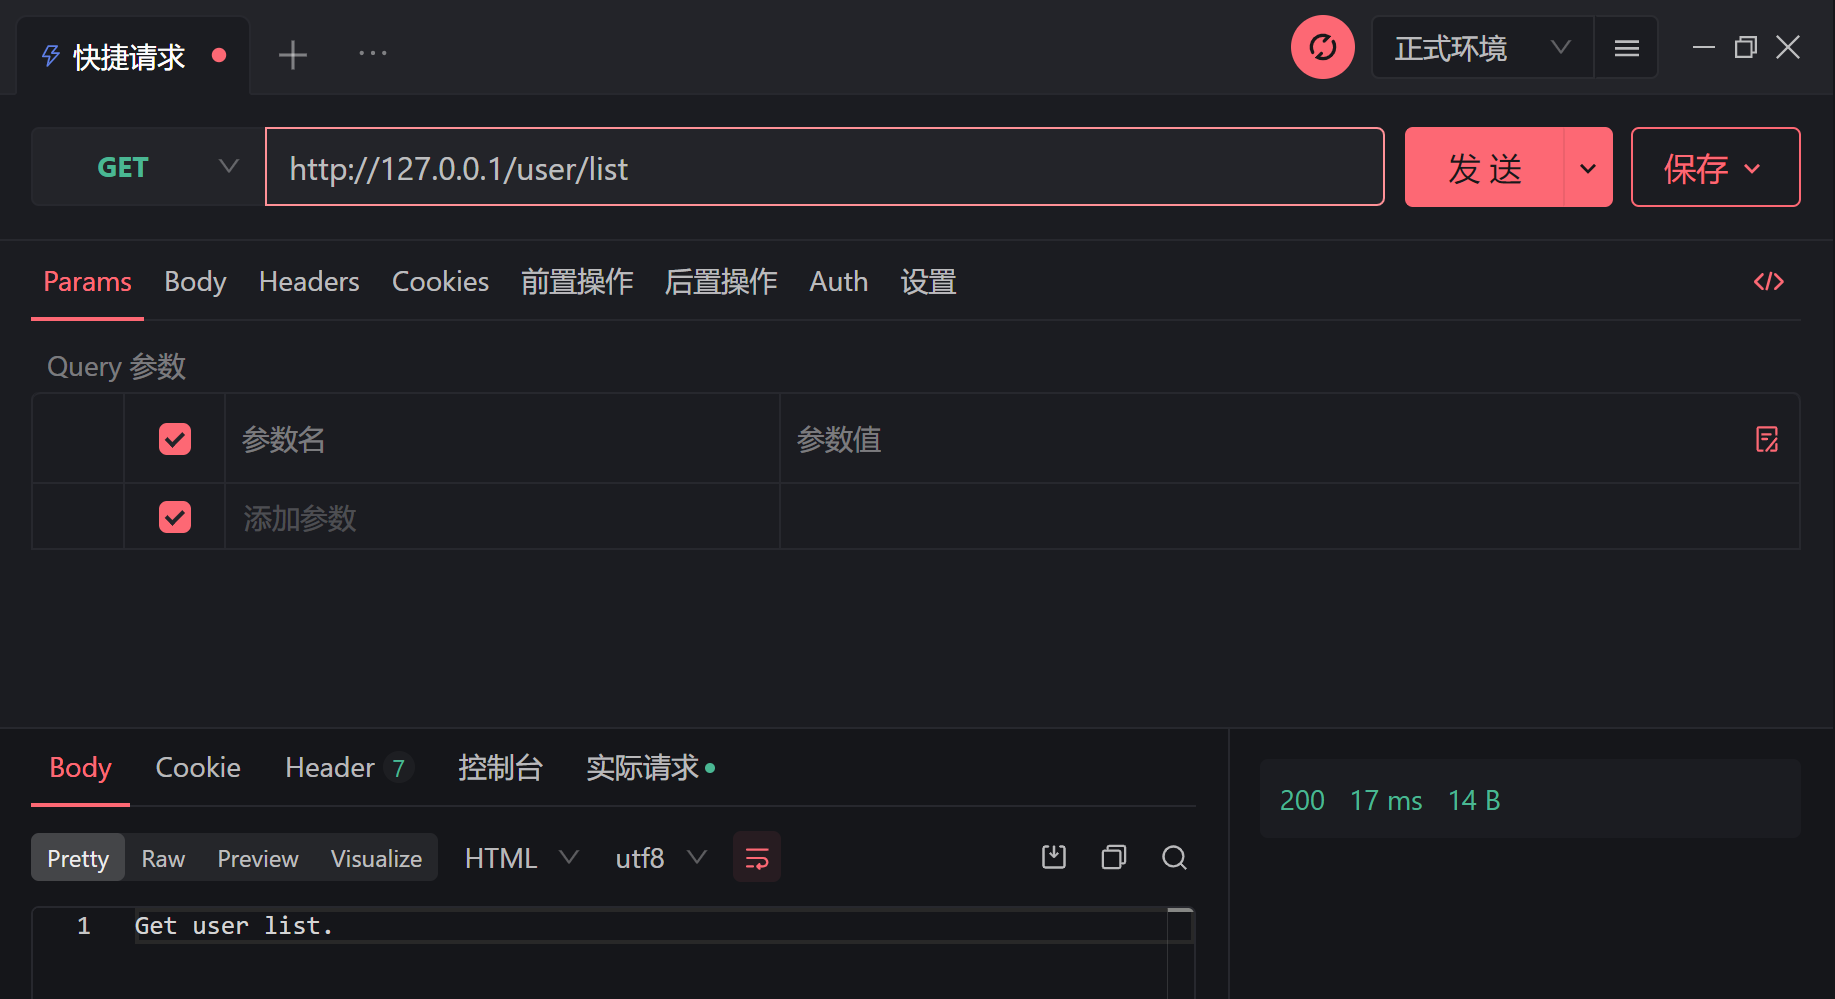 快捷请求
正式环境
GET http://127.0.0.1/user/list 发 送 保存
Params Body Headers Cookies 前置操作 后置操作 Auth 设置
Query 参数
参数名 参数值
添加参数
Body Cookie Header 7 控制台 实际请求
200 17 ms 14 B
Pretty Raw Preview Visualize HTML utf8
1 Get user list.